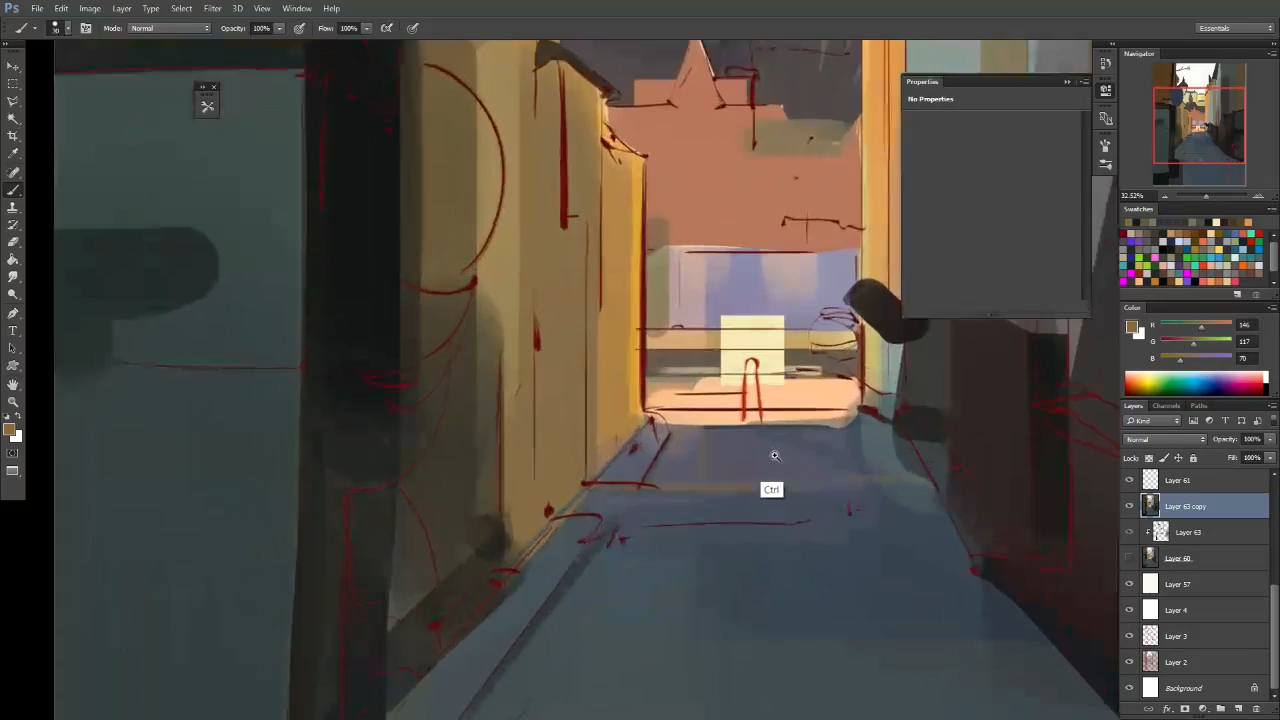 Ps File Edit Image Layer Type Select Filter 3D View Window Help
30 Mode: Normal Opacity: 100% Flow: 100% Essentials
Navigator
Properties
No Properties
32.52%
Swatches
Color
R 146
G 117
B 70
Layers Channels Paths
Kind
Normal Opacity: 100%
Lock: Fill: 100%
Layer 61
Layer 63 copy
Layer 63
Layer 60
Layer 57
Layer 4
Layer 3
Layer 2
Background
Ctrl